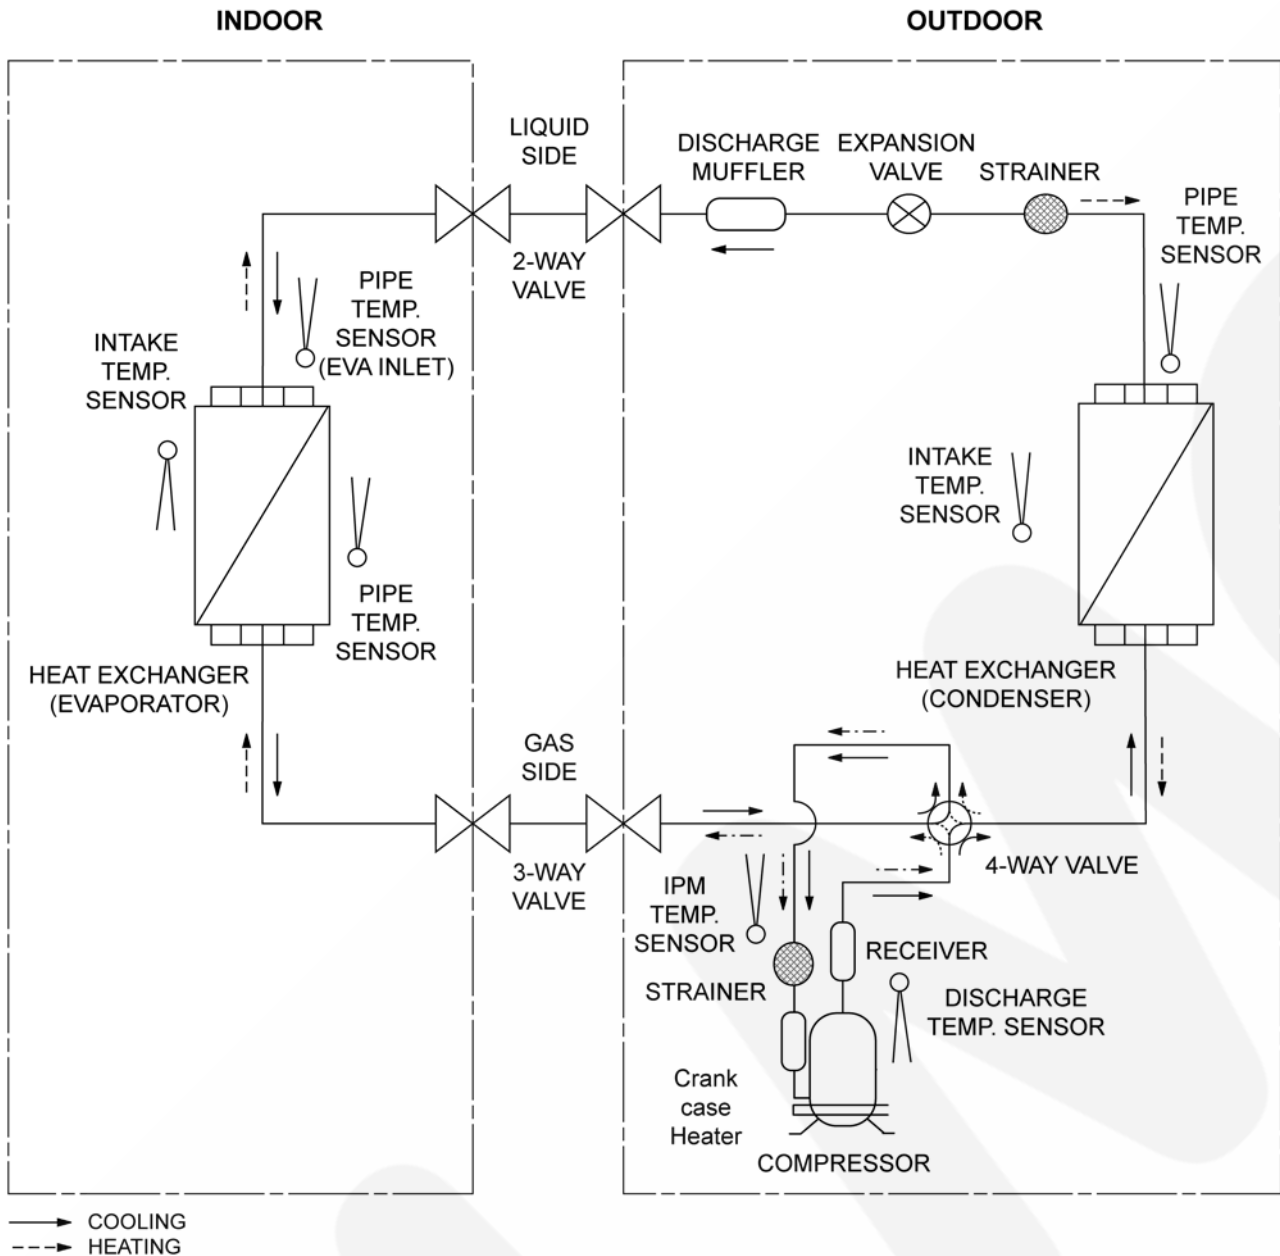 INDOOR
OUTDOOR
LIQUID
SIDE
DISCHARGE
MUFFLER
EXPANSION
VALVE
STRAINER
PIPE
TEMP.
SENSOR
2-WAY
VALVE
PIPE
TEMP.
SENSOR
(EVA INLET)
INTAKE
TEMP.
SENSOR
INTAKE
TEMP.
SENSOR
PIPE
TEMP.
SENSOR
HEAT EXCHANGER
(EVAPORATOR)
HEAT EXCHANGER
(CONDENSER)
GAS
SIDE
3-WAY
VALVE
4-WAY VALVE
IPM
TEMP.
SENSOR
RECEIVER
STRAINER
DISCHARGE
TEMP. SENSOR
Crank
case
Heater
COMPRESSOR
COOLING
HEATING